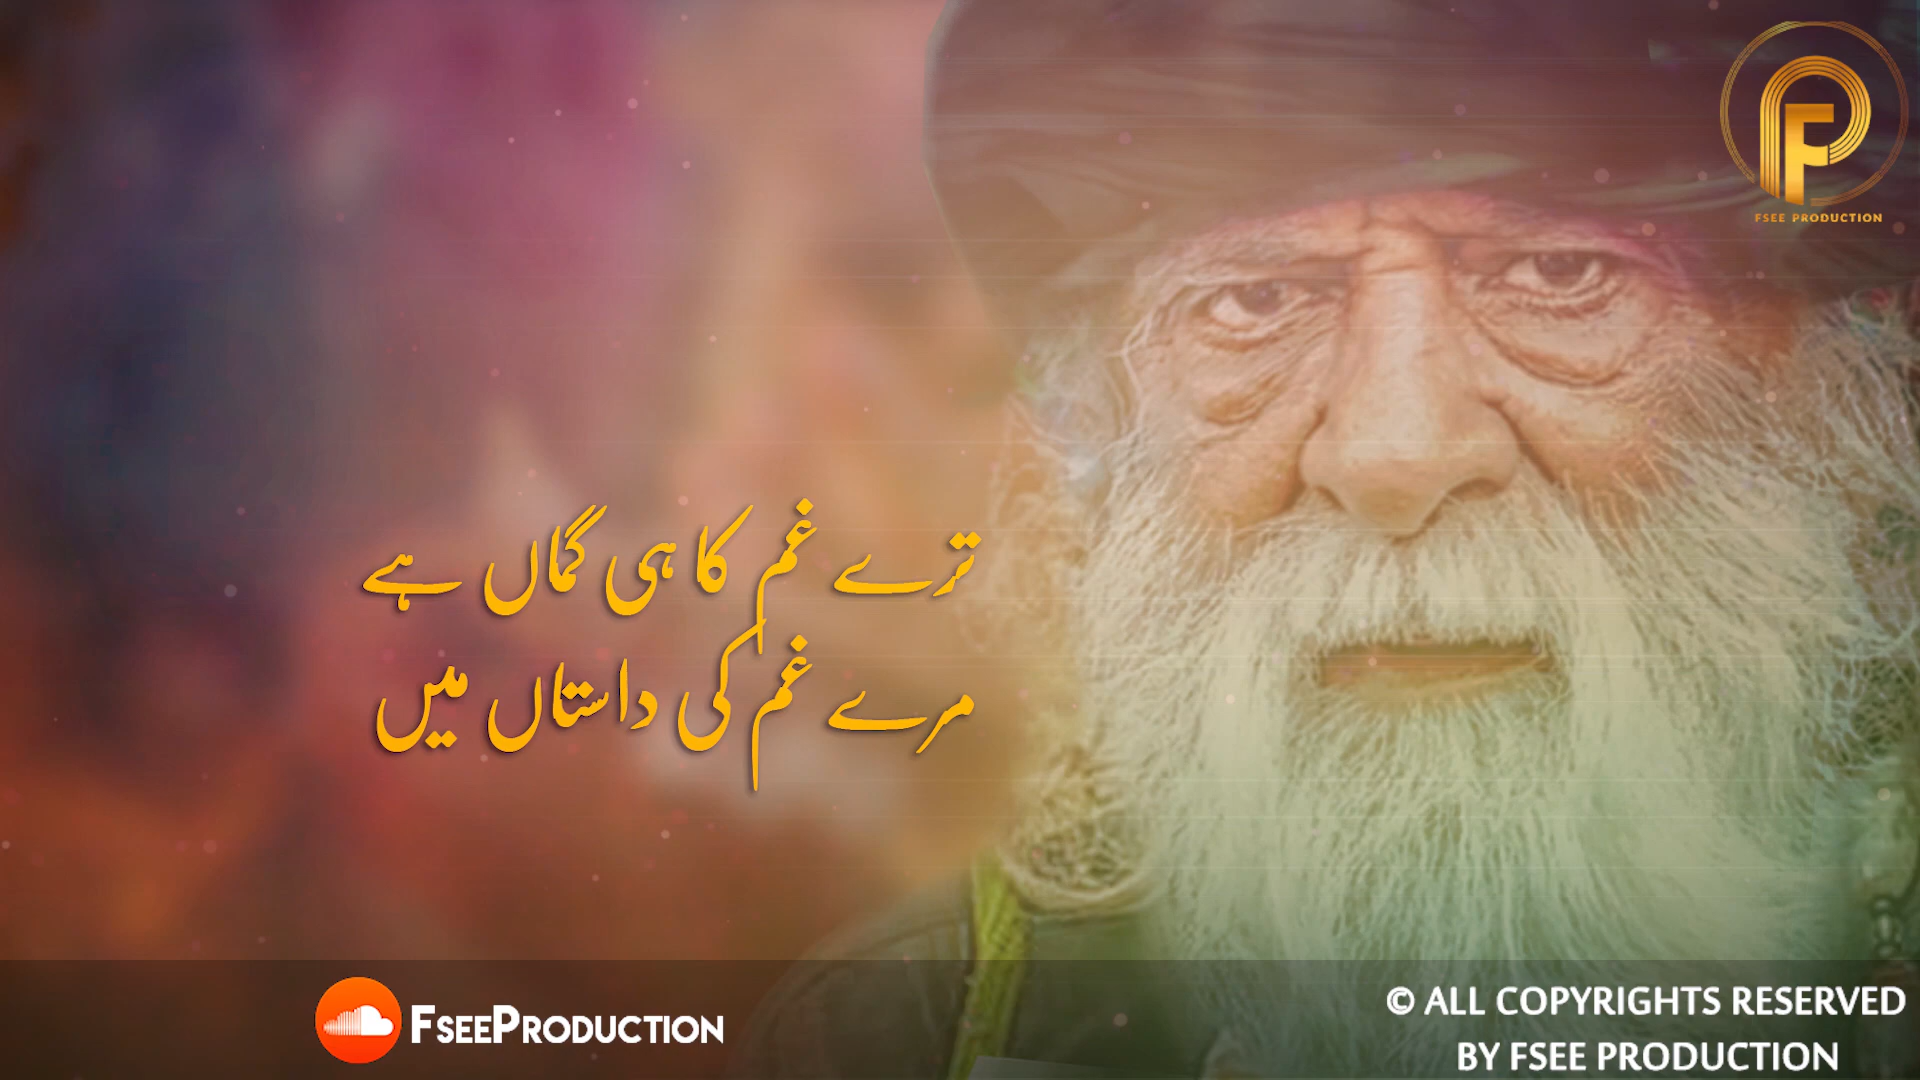 FSEE PRODUCTION
ترے غم کا ہی گماں ہے
مرے غم کی داستاں میں
FSEEPRODUCTION
© ALL COPYRIGHTS RESERVED
BY FSEE PRODUCTION